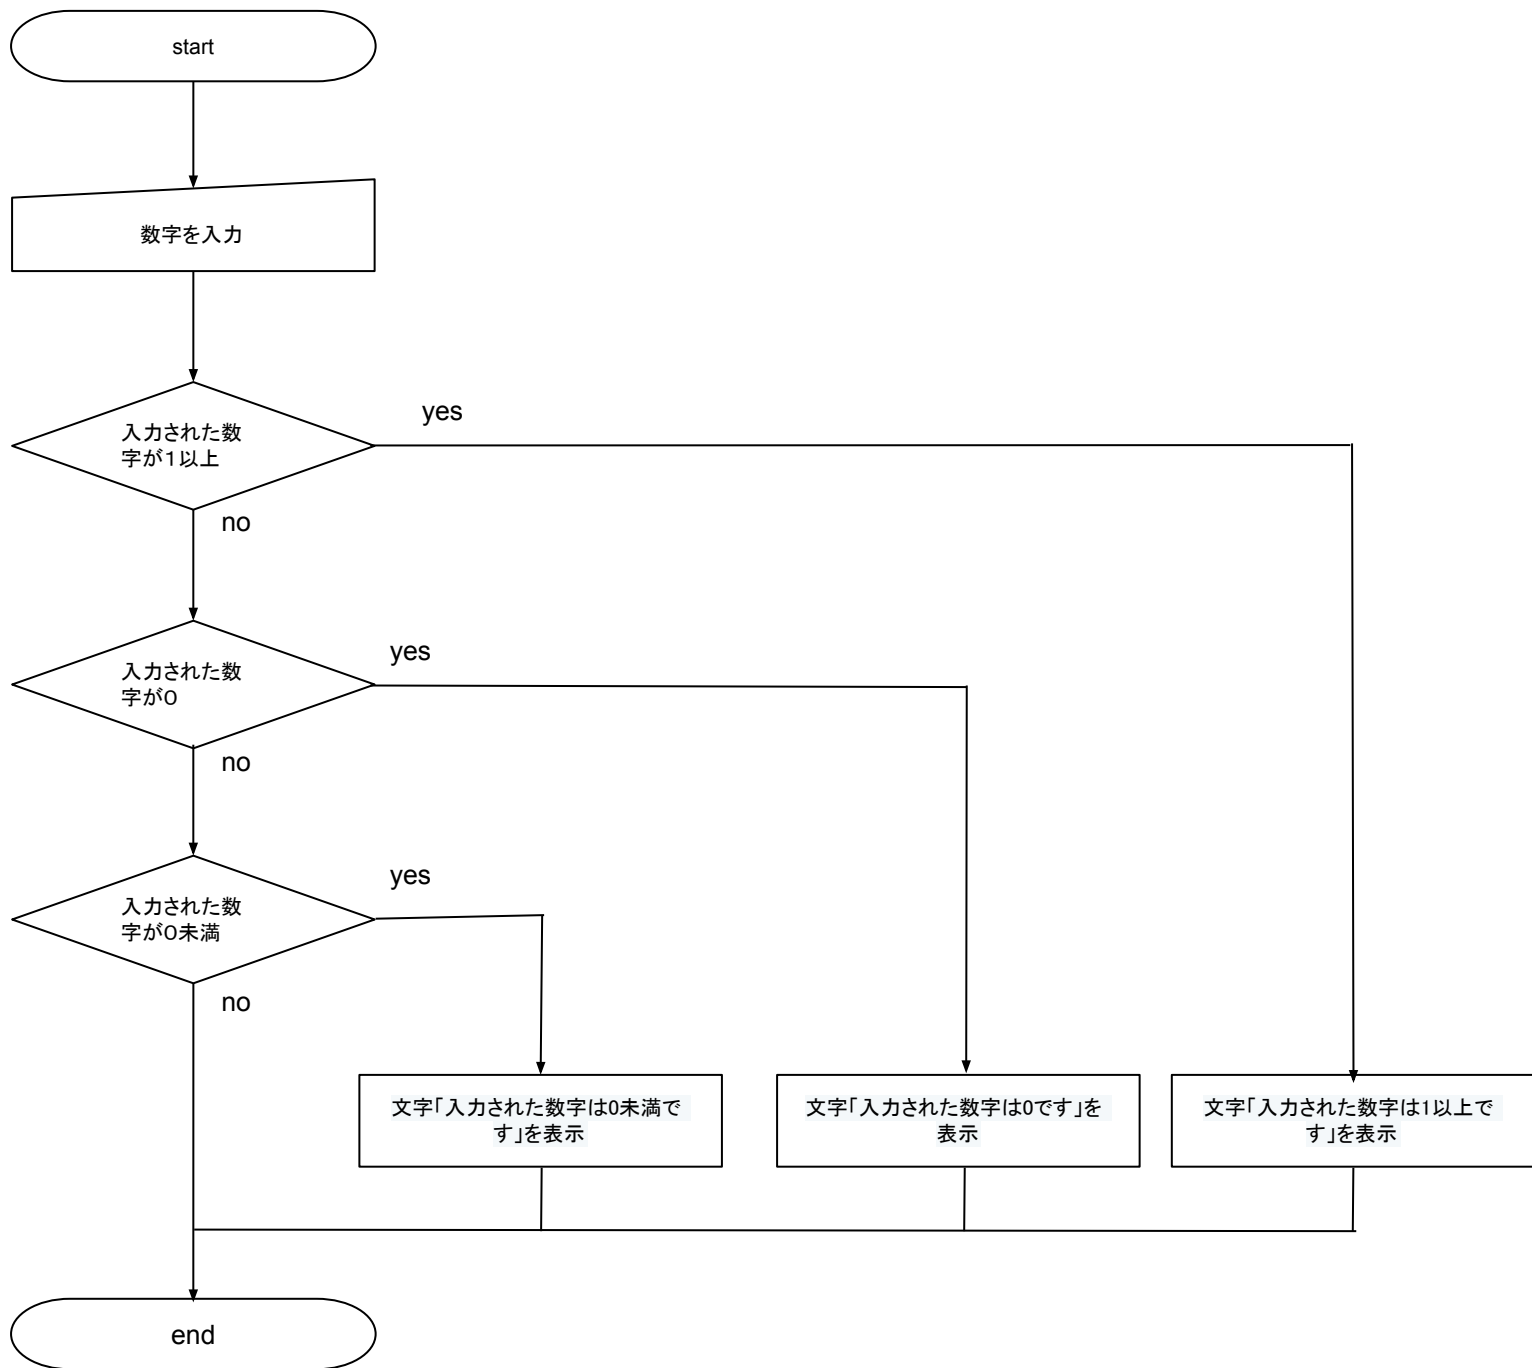 start
数字を入力
入力された数
字が1以上
yes
no
入力された数
字が0
yes
no
入力された数
字が0未満
yes
no
文字「入力された数字は0未満で
す」を表示
文字「入力された数字は0です」を
表示
文字「入力された数字は1以上で
す」を表示
end